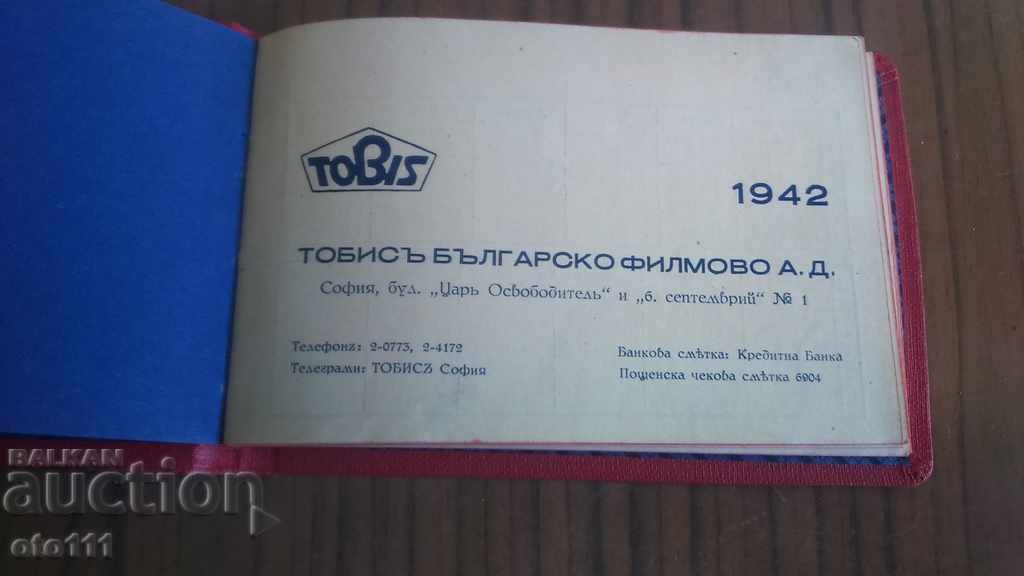 TOBIS
1942
ТОБИСЪ БЪЛГАРСКО ФИЛМОВО А. Д.
София, бул. „Царь Освободитель“ и „6. септемврий“ № 1
Телефонъ: 2-0773, 2-4172
Телеграми: ТОБИСЪ София
Банкова смѣтка: Кредитна Банка
Пощенска чекова смѣтка 6904
BALKAN
auction
oto111